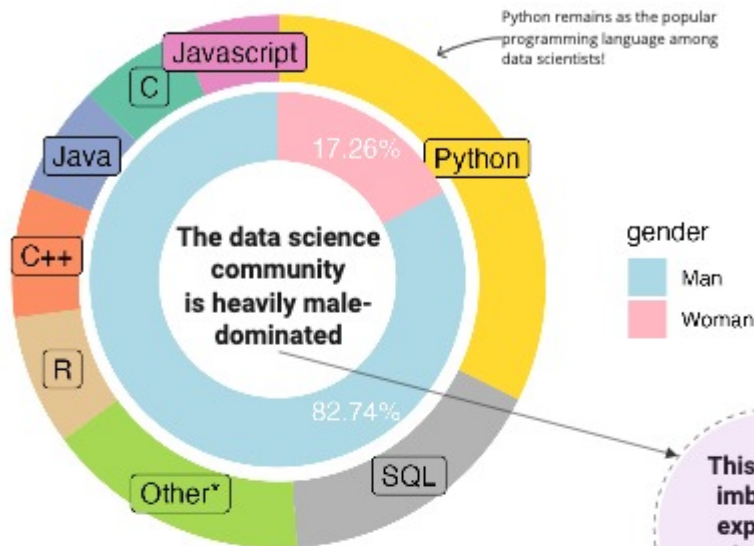 Python remains as the popular
programming language among
data scientists!
Javascript
C
Java
17.26%
Python
C++
The data science
community
is heavily male-
dominated
gender
Man
Woman
R
82.74%
Other*
SQL
This
imb
exp